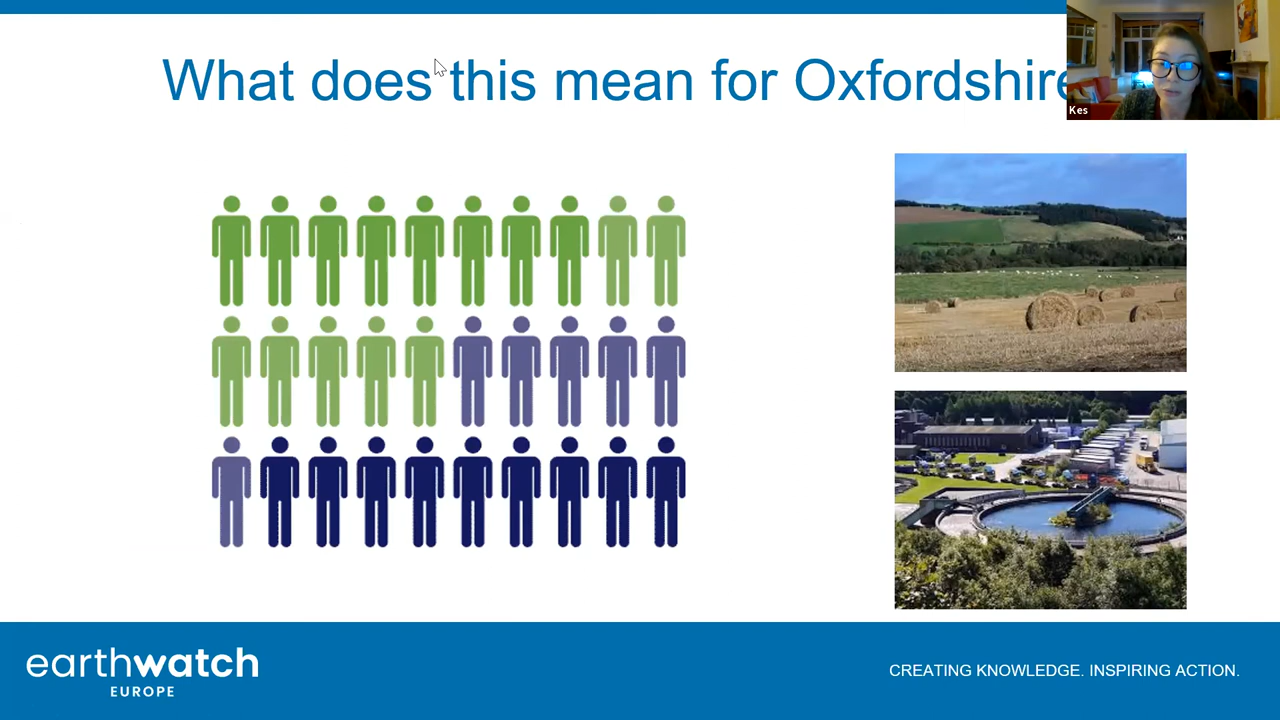 What does this mean for Oxfordshire
Kes
earthwatch
EUROPE
CREATING KNOWLEDGE. INSPIRING ACTION.